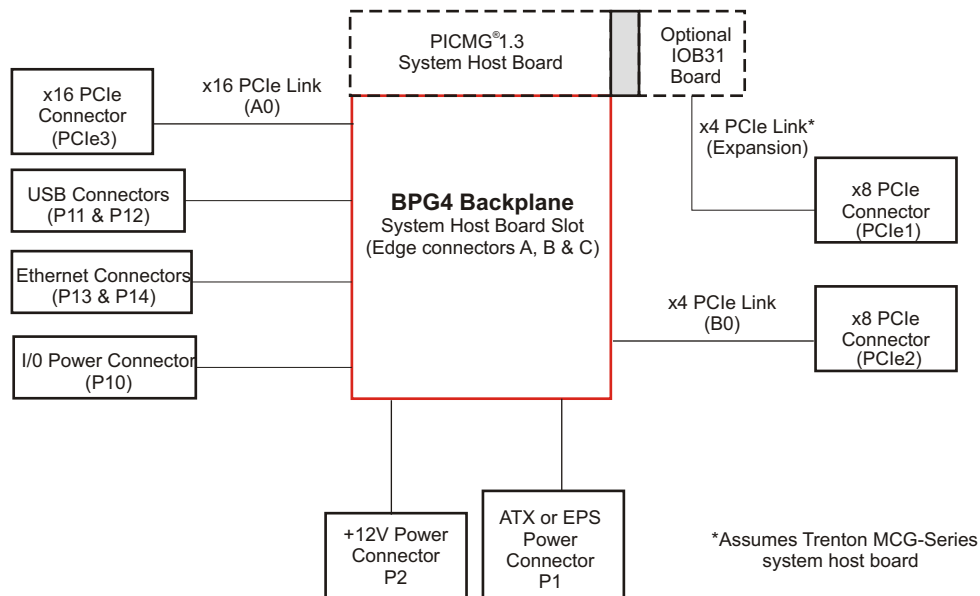 PICMG®1.3
System Host Board
Optional
IOB31
Board
x16 PCIe Link
(A0)
x16 PCIe
Connector
(PCIe3)
x4 PCIe Link*
(Expansion)
USB Connectors
(P11 & P12)
BPG4 Backplane
System Host Board Slot
(Edge connectors A, B & C)
x8 PCIe
Connector
(PCIe1)
Ethernet Connectors
(P13 & P14)
x4 PCIe Link
(B0)
x8 PCIe
Connector
(PCIe2)
I/0 Power Connector
(P10)
+12V Power
Connector
P2
ATX or EPS
Power
Connector
P1
*Assumes Trenton MCG-Series
system host board